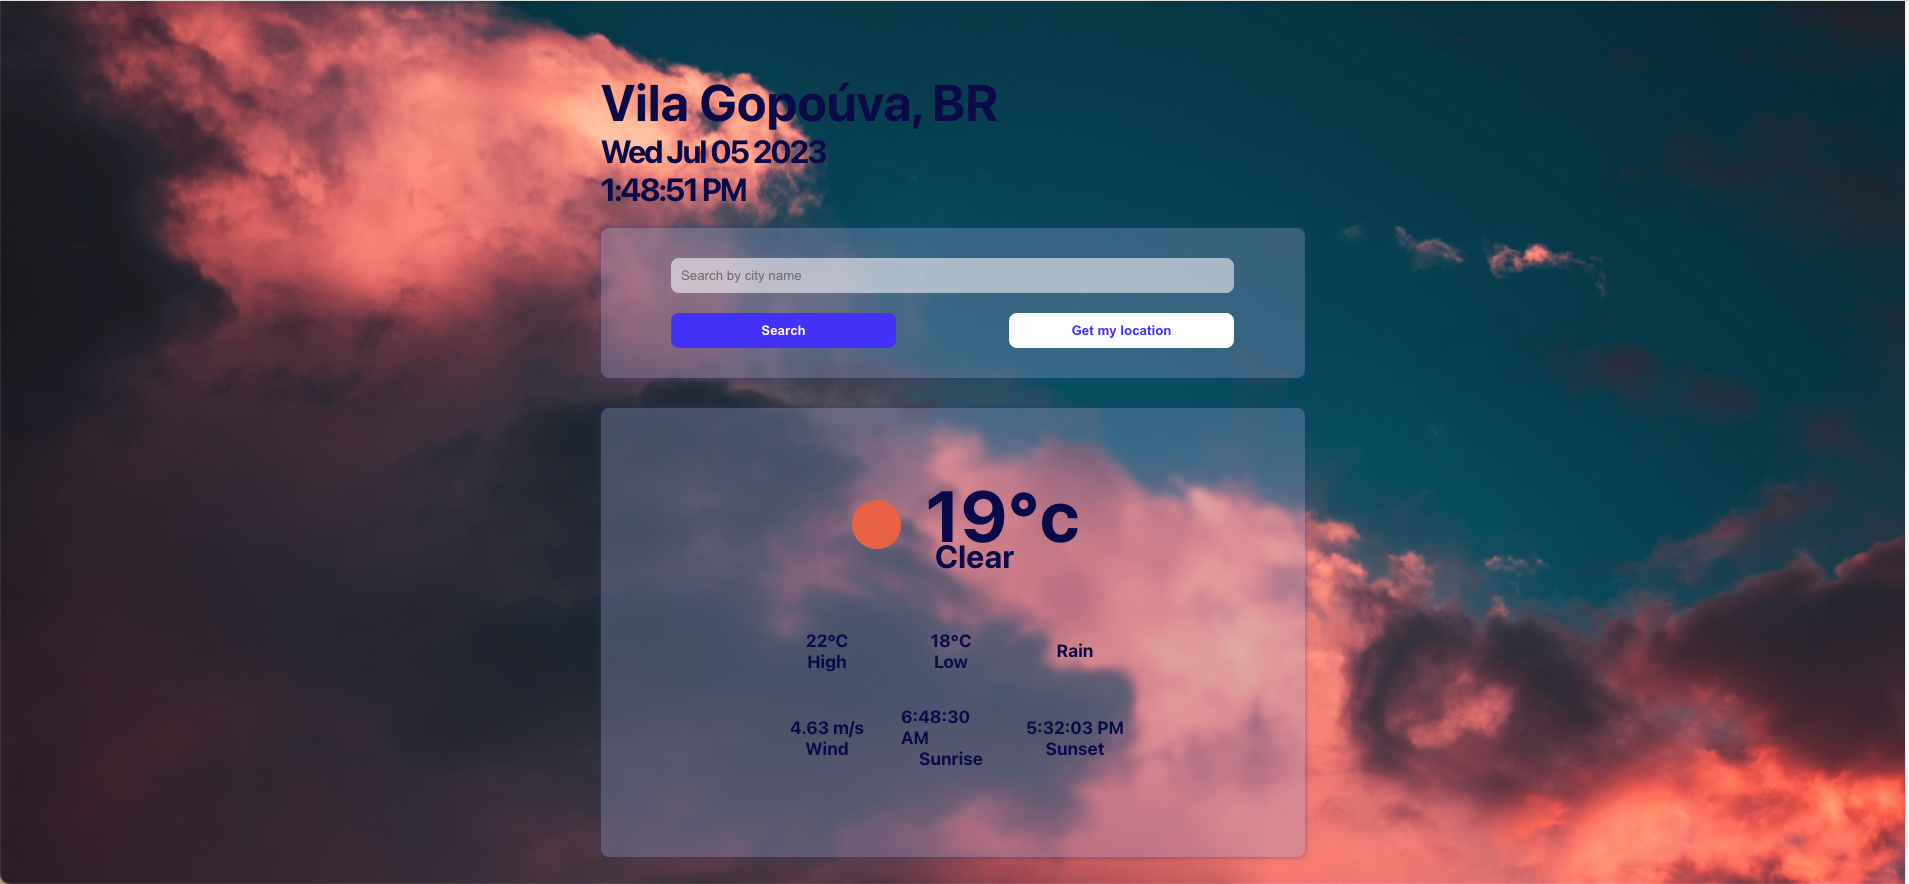 Vila Gopoúva, BR
Wed Jul 05 2023
1:48:51 PM
Search by city name
Search
Get my location
19°c
Clear
22°C
High
18°C
Low
Rain
4.63 m/s
Wind
6:48:30
AM
Sunrise
5:32:03 PM
Sunset